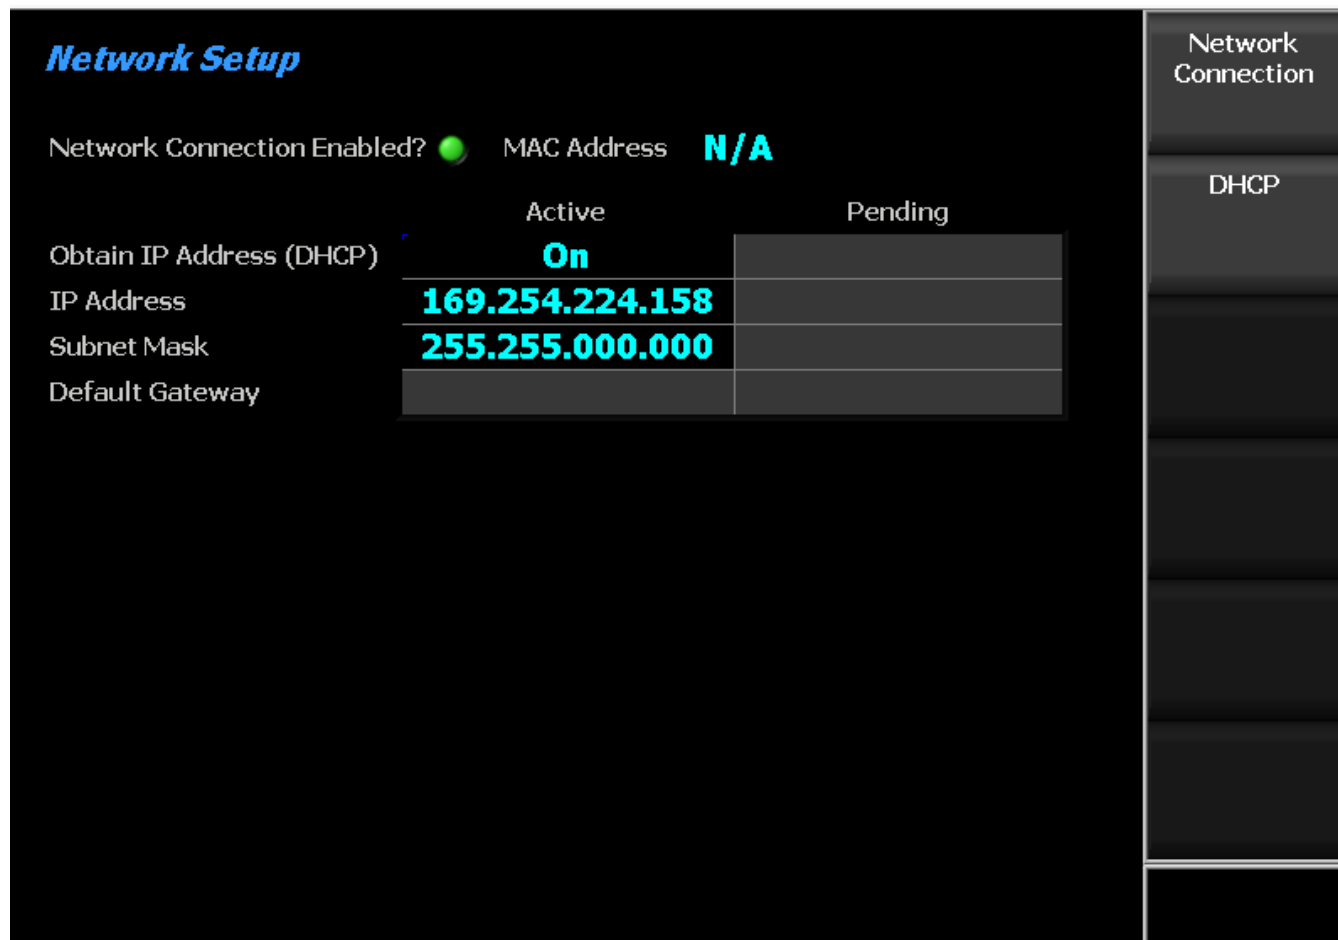 Network Setup
Network Connection Enabled? MAC Address N/A
Active Pending
Obtain IP Address (DHCP) On
IP Address 169.254.224.158
Subnet Mask 255.255.000.000
Default Gateway
Network
Connection
DHCP